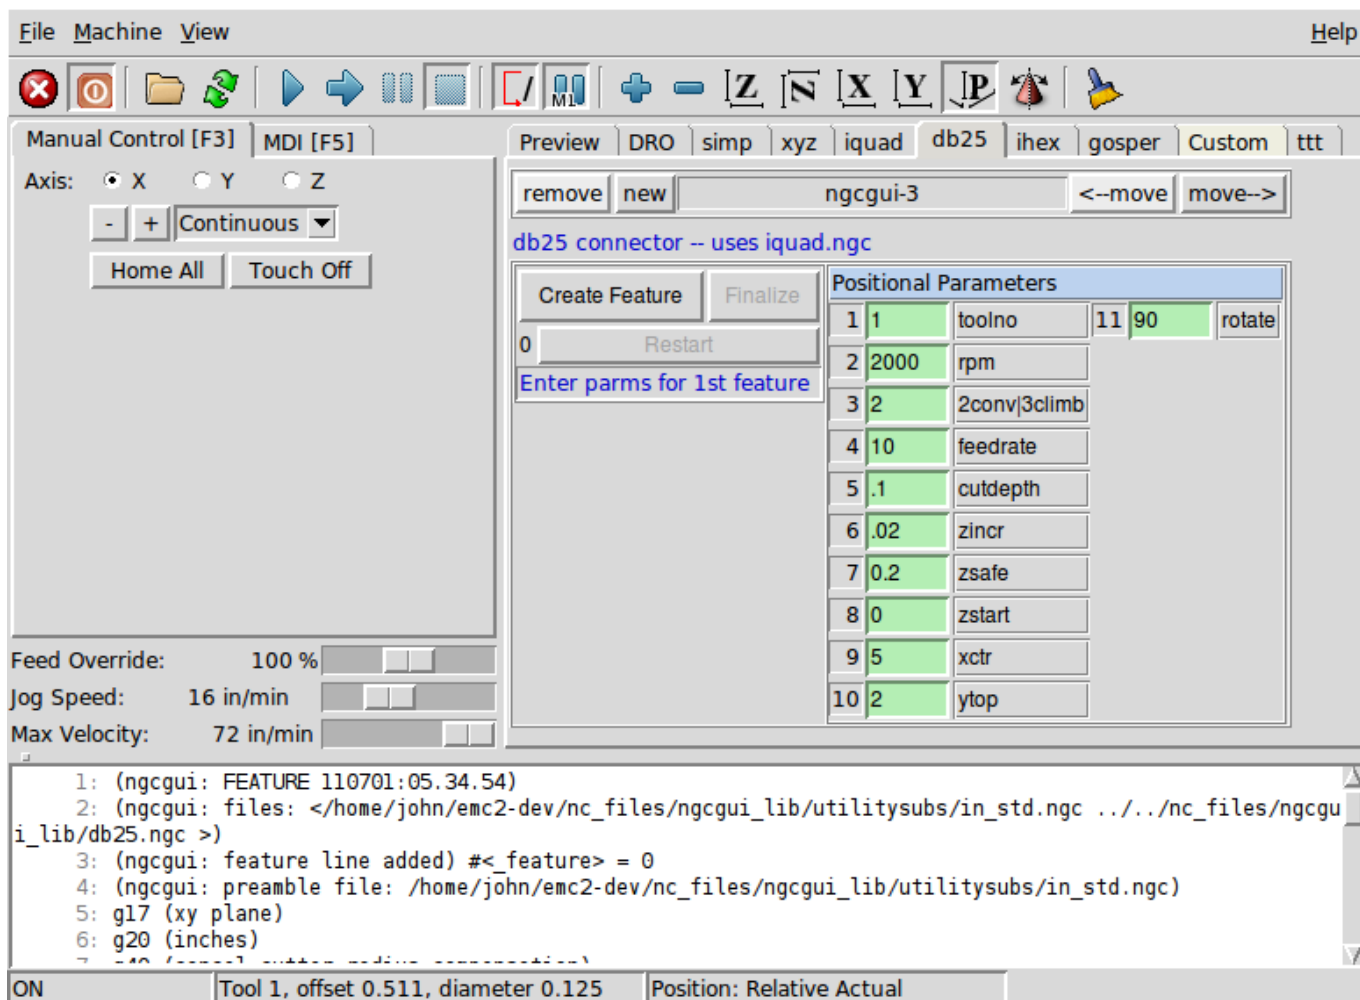 File Machine View Help
M1 Z N X Y P
Manual Control [F3] MDI [F5]
Preview DRO simp xyz iquad db25 ihex gosper Custom ttt
Axis: X Y Z
- + Continuous
Home All Touch Off
remove new ngcgui-3 <--move move-->
db25 connector -- uses iquad.ngc
Create Feature Finalize
0 Restart
Enter parms for 1st feature
Positional Parameters
1 1 toolno 11 90 rotate
2 2000 rpm
3 2 2conv|3climb
4 10 feedrate
5 .1 cutdepth
6 .02 zincr
7 0.2 zsafe
8 0 zstart
9 5 xctr
10 2 ytop
Feed Override: 100 %
Jog Speed: 16 in/min
Max Velocity: 72 in/min
1: (ngcgui: FEATURE 110701:05.34.54)
2: (ngcgui: files: </home/john/emc2-dev/nc_files/ngcgui_lib/utilitysubs/in_std.ngc ../../nc_files/ngcgu
i_lib/db25.ngc >)
3: (ngcgui: feature line added) #<_feature> = 0
4: (ngcgui: preamble file: /home/john/emc2-dev/nc_files/ngcgui_lib/utilitysubs/in_std.ngc)
5: g17 (xy plane)
6: g20 (inches)
7: g40 (cancel cutter radius compensation)
ON Tool 1, offset 0.511, diameter 0.125 Position: Relative Actual